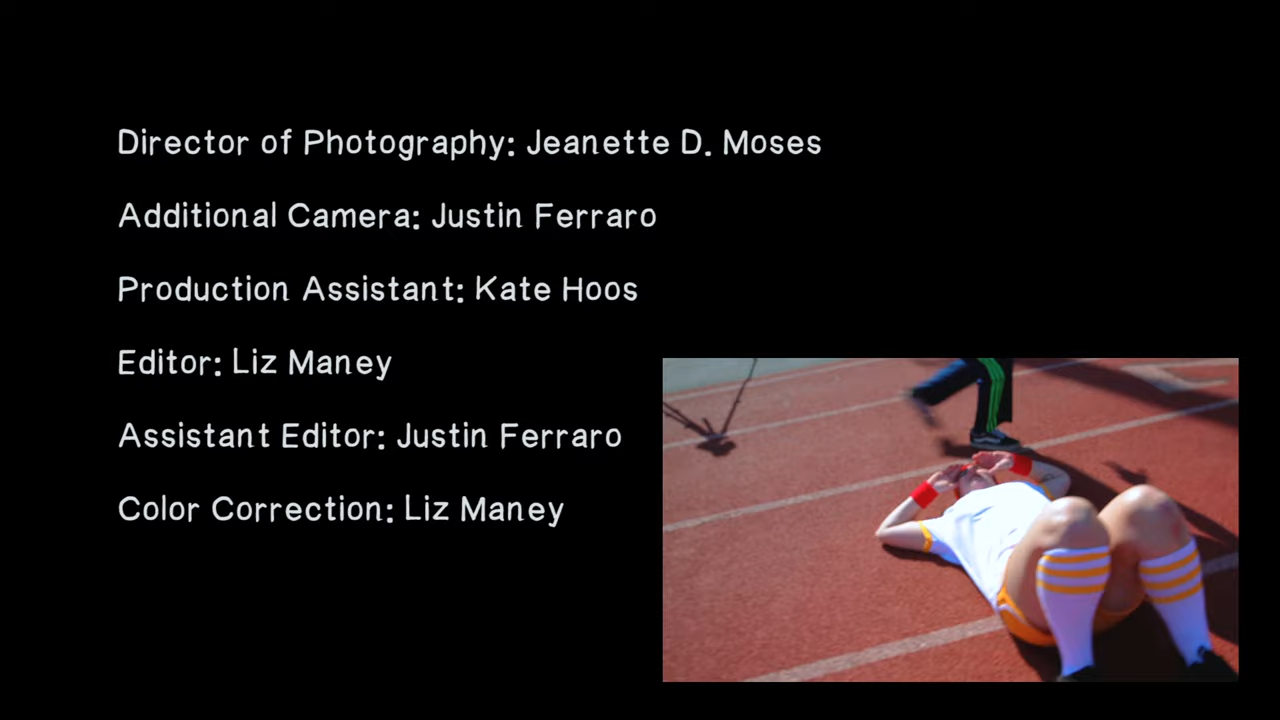 Director of Photography: Jeanette D. Moses
Additional Camera: Justin Ferraro
Production Assistant: Kate Hoos
Editor: Liz Maney
Assistant Editor: Justin Ferraro
Color Correction: Liz Maney